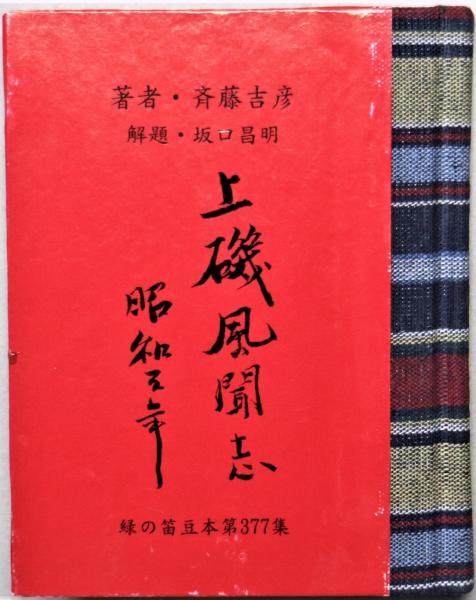 著者・斉藤吉彦
解題・坂口昌明
上磯風聞志
昭和五年
緑の笛豆本第377集